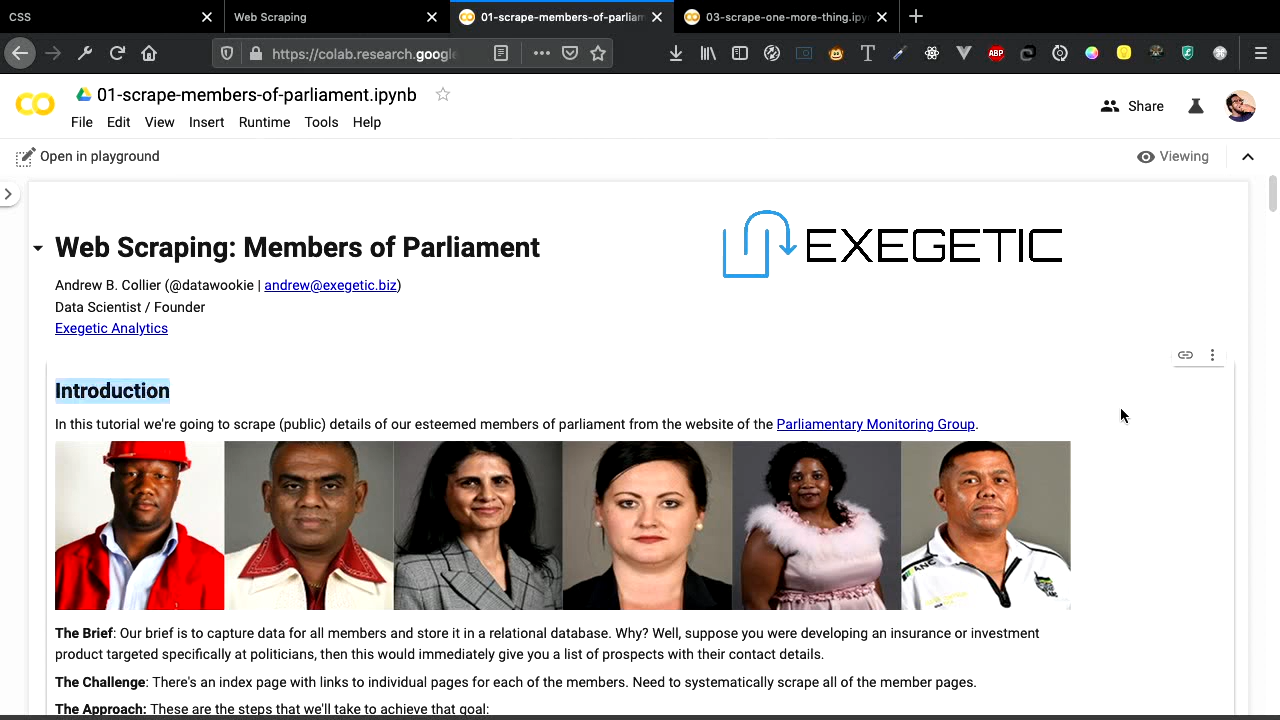 CSS
Web Scraping
01-scrape-members-of-parliam
03-scrape-one-more-thing.ipy
https://colab.research.google
ABP
CO
01-scrape-members-of-parliament.ipynb
Share
File Edit View Insert Runtime Tools Help
Open in playground
Viewing
EXEGETIC
Web Scraping: Members of Parliament
Andrew B. Collier (@datawookie | andrew@exegetic.biz)
Data Scientist / Founder
Exegetic Analytics
Introduction
In this tutorial we're going to scrape (public) details of our esteemed members of parliament from the website of the Parliamentary Monitoring Group.
ANC
The Brief: Our brief is to capture data for all members and store it in a relational database. Why? Well, suppose you were developing an insurance or investment
product targeted specifically at politicians, then this would immediately give you a list of prospects with their contact details.
The Challenge: There's an index page with links to individual pages for each of the members. Need to systematically scrape all of the member pages.
The Approach: These are the steps that we'll take to achieve that goal: